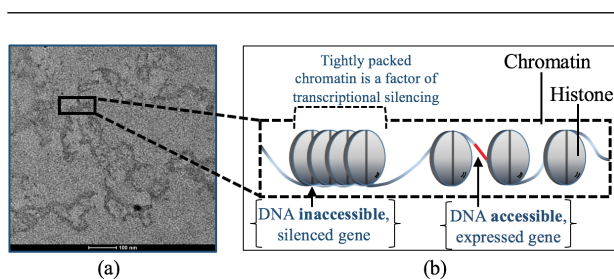 Tightly packed
chromatin is a factor of
transcriptional silencing
Chromatin
Histone
DNA inaccessible,
silenced gene
DNA accessible,
expressed gene
100 nm
(a)
(b)